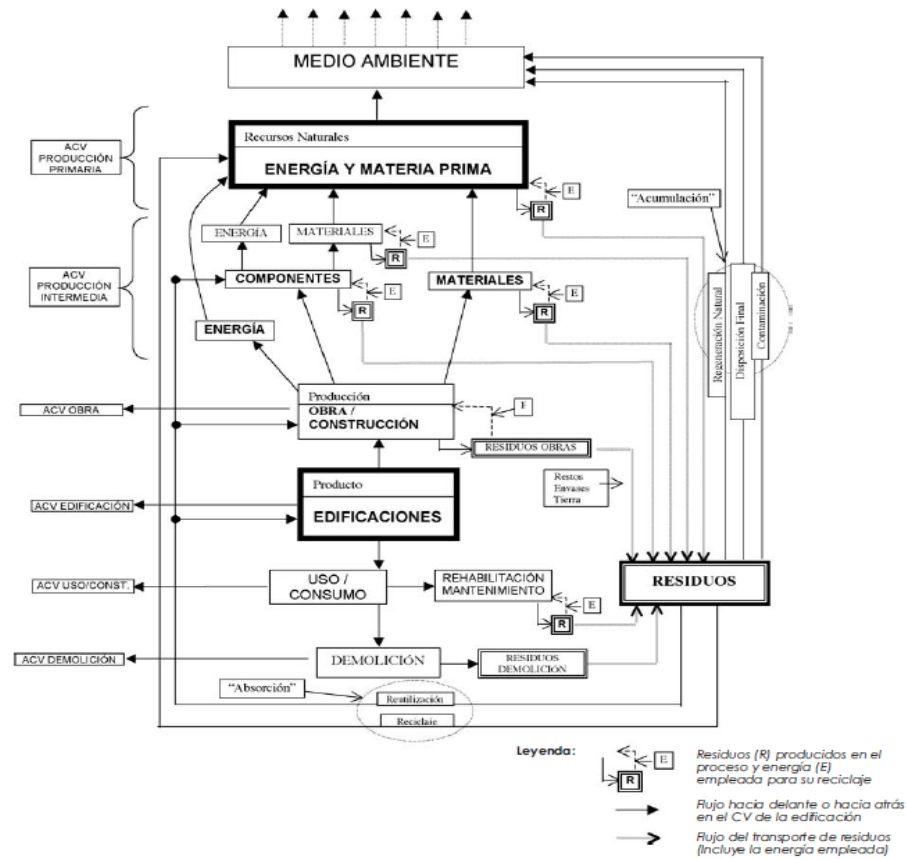 MEDIO AMBIENTE
ACV
PRODUCCIÓN
PRIMARIA
Recursos Naturales
ENERGÍA Y MATERIA PRIMA
E
R
"Acumulación"
ACV
PRODUCCIÓN
INTERMEDIA
ENERGÍA
MATERIALES
E
R
COMPONENTES
E
R
MATERIALES
E
R
ENERGÍA
Regeneración Natural
Disposición Final
Contaminación
ACV OBRA
Producción
OBRA /
CONSTRUCCIÓN
E
RESIDUOS OBRAS
Restos
Envases
Tierra
ACV EDIFICACIÓN
Producto
EDIFICACIONES
RESIDUOS
ACV USO/CONST.
USO /
CONSUMO
REHABILITACIÓN
MANTENIMIENTO
E
R
ACV DEMOLICIÓN
DEMOLICIÓN
RESIDUOS
DEMOLICIÓN
"Absorción"
Reutilización
Reciclaje
Leyenda:
E
R
Residuos (R) producidos en el
proceso y energía (E)
empleada para su reciclaje
Flujo hacia delante o hacia atrás
en el CV de la edificación
Flujo del transporte de residuos
(Incluye la energía empleada)